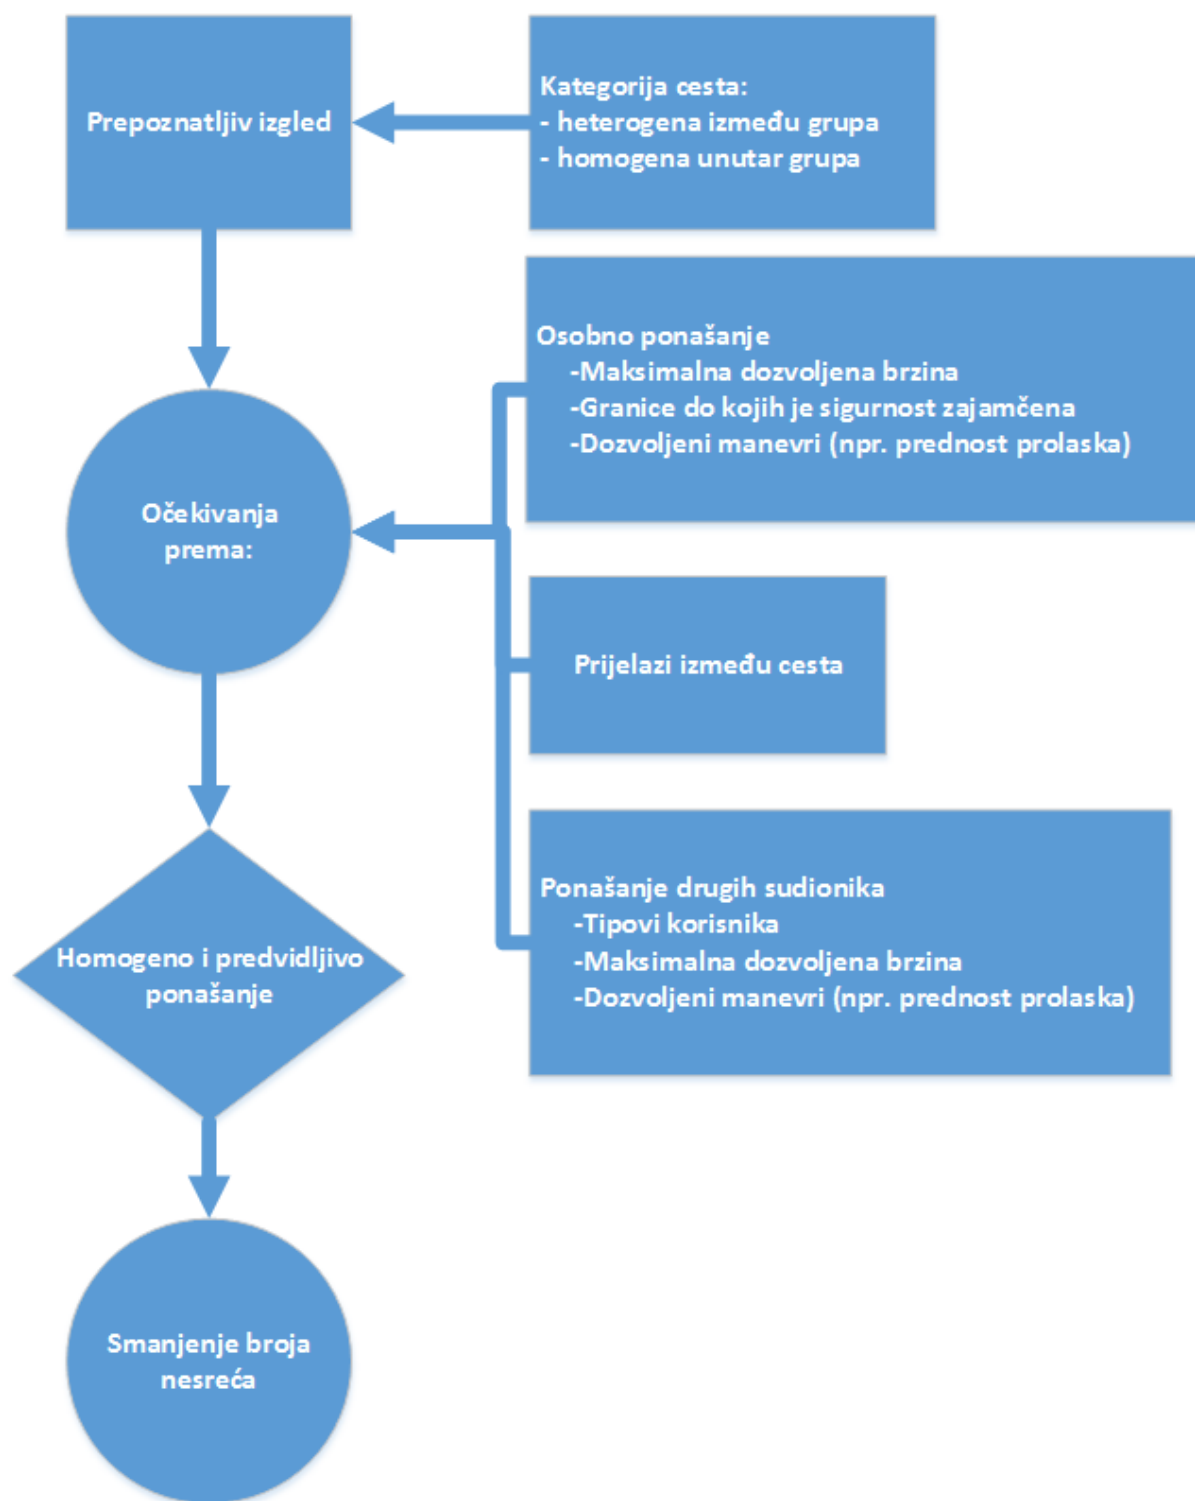 Prepoznatljiv izgled
Kategorija cesta:
- heterogena između grupa
- homogena unutar grupa
Osobno ponašanje
-Maksimalna dozvoljena brzina
-Granice do kojih je sigurnost zajamčena
-Dozvoljeni manevri (npr. prednost prolaska)
Očekivanja
prema:
Prijelazi između cesta
Ponašanje drugih sudionika
-Tipovi korisnika
-Maksimalna dozvoljena brzina
-Dozvoljeni manevri (npr. prednost prolaska)
Homogeno i predvidljivo
ponašanje
Smanjenje broja
nesreća